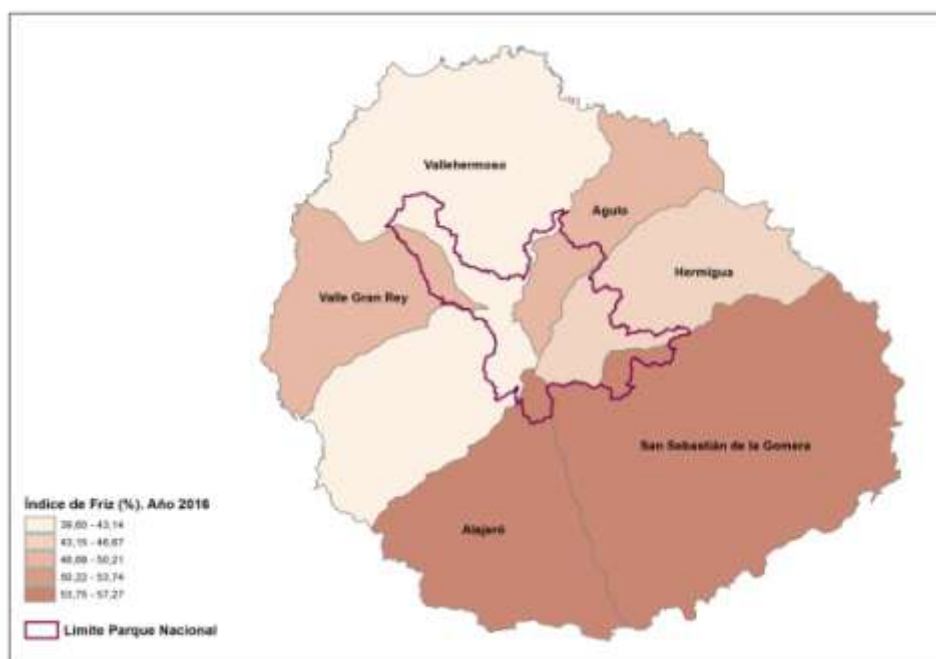 Vallehermoso
Agulo
Hermigua
Valle Gran Rey
San Sebastián de la Gomera
Alajeró
Índice de Friz (%), Año 2016
39,60 - 43,14
43,15 - 46,67
46,68 - 50,21
50,22 - 53,74
53,75 - 57,27
Limite Parque Nacional